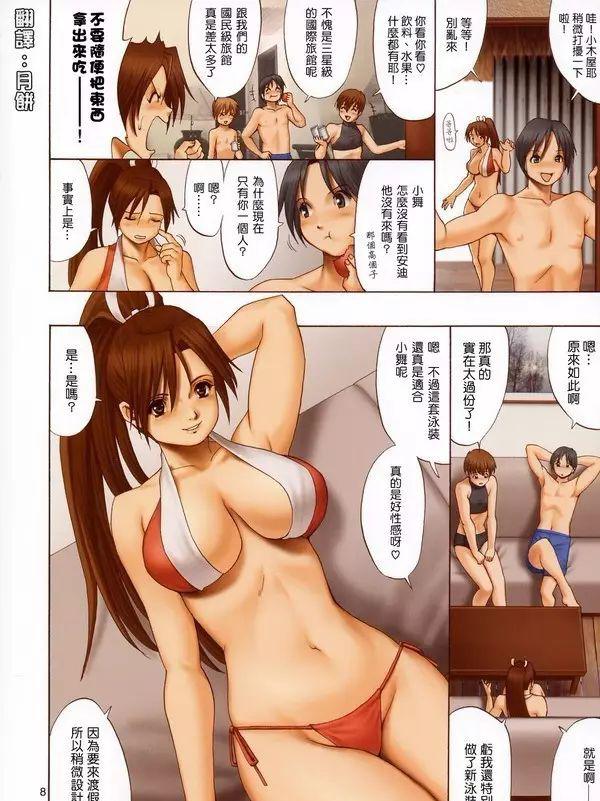 哇！小木屋耶
稍微打擾一下
啦！
等等！
別亂來
哥哥啦
你看你看♡
飲料、水果…
什麼都有耶！
不愧是三星級
的國際旅館呢
跟我們的
國民級旅館
真是差太多了
不要隨便把東西
拿出來吃——！
翻譯：月餅
小舞
怎麼沒有看到安迪
他沒有來嗎？
那個高個子
為什麼現在
只有你一個人？
嗯？
啊…
事實上是…
嗯…
原來如此啊
那真的
實在太過份了！
就是啊—
虧我還特別
做了新泳裝
嗯 不過這套泳裝
還真是適合
小舞呢
真的是好性感呀♡
是…是嗎？
因為要來渡假
所以稍微設計
8